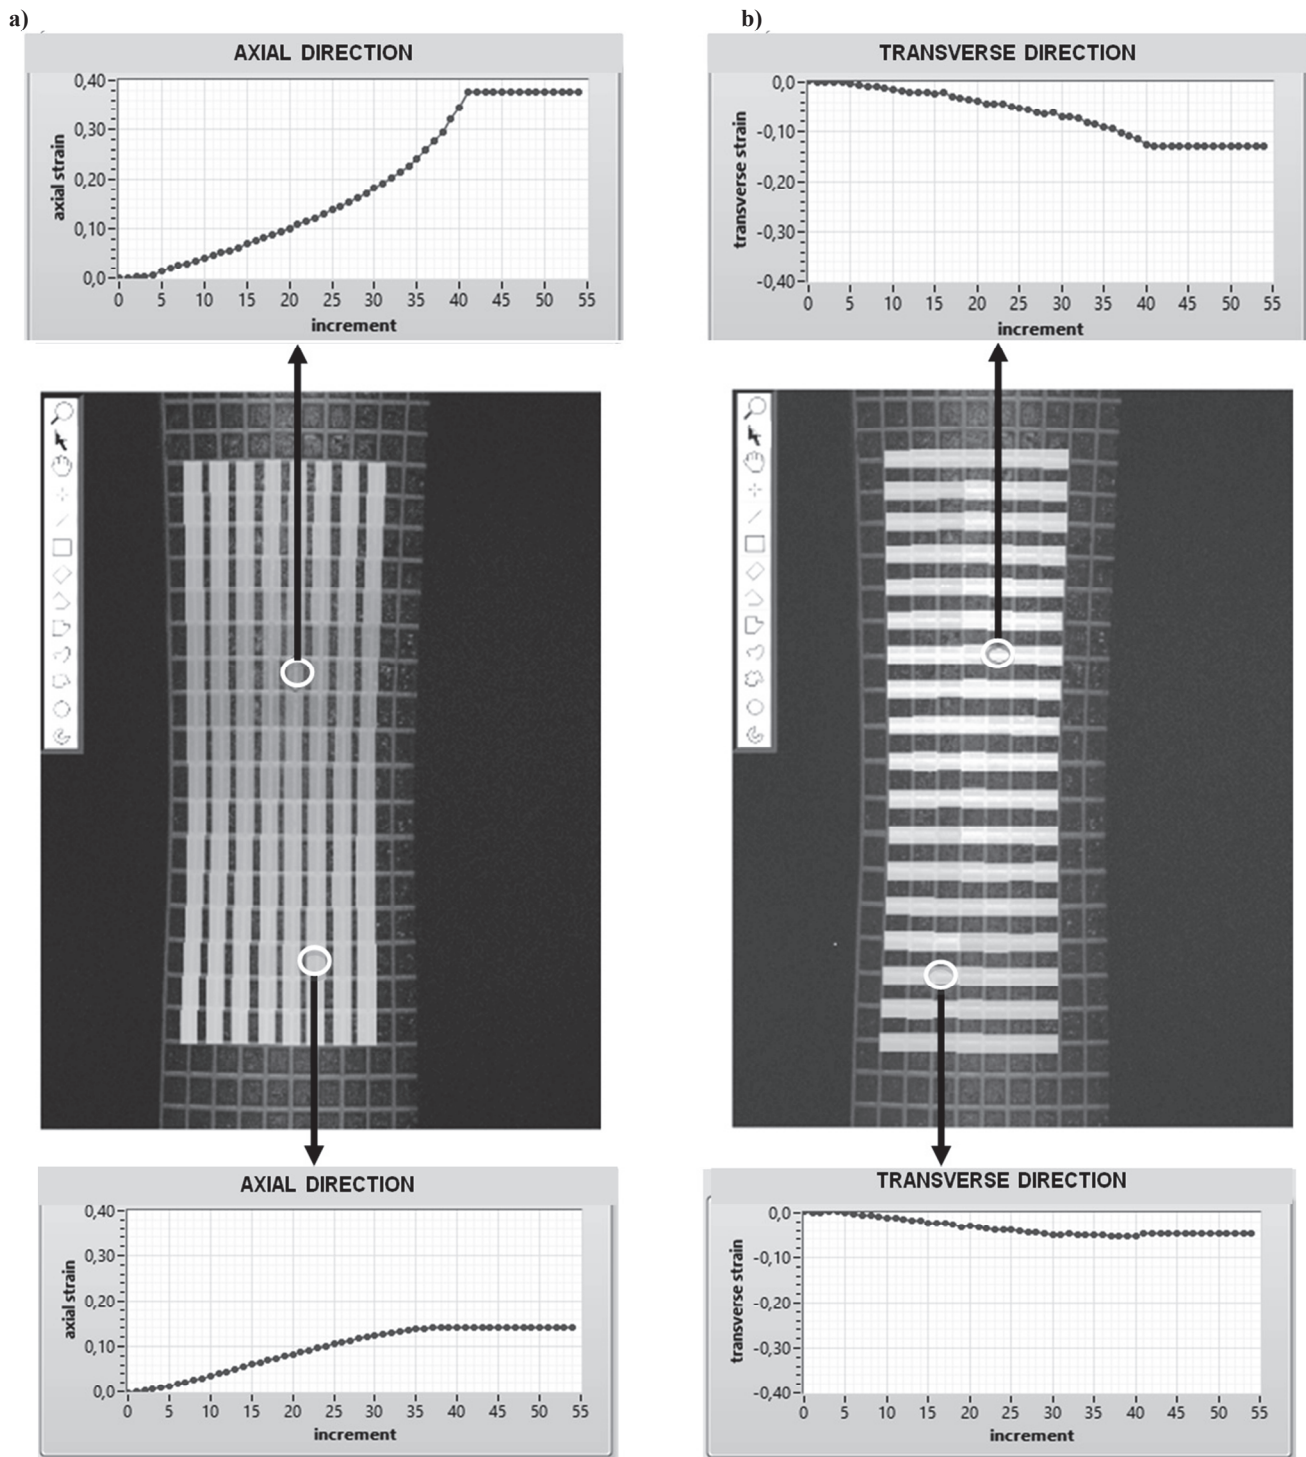 a)
AXIAL DIRECTION
0,40
0,30
0,20
0,10
0,0
axial strain
0 5 10 15 20 25 30 35 40 45 50 55
increment
AXIAL DIRECTION
0,40
0,30
0,20
0,10
0,0
axial strain
0 5 10 15 20 25 30 35 40 45 50 55
increment
b)
TRANSVERSE DIRECTION
0,0
-0,10
-0,20
-0,30
-0,40
transverse strain
0 5 10 15 20 25 30 35 40 45 50 55
increment
TRANSVERSE DIRECTION
0,0
-0,10
-0,20
-0,30
-0,40
transverse strain
0 5 10 15 20 25 30 35 40 45 50 55
increment